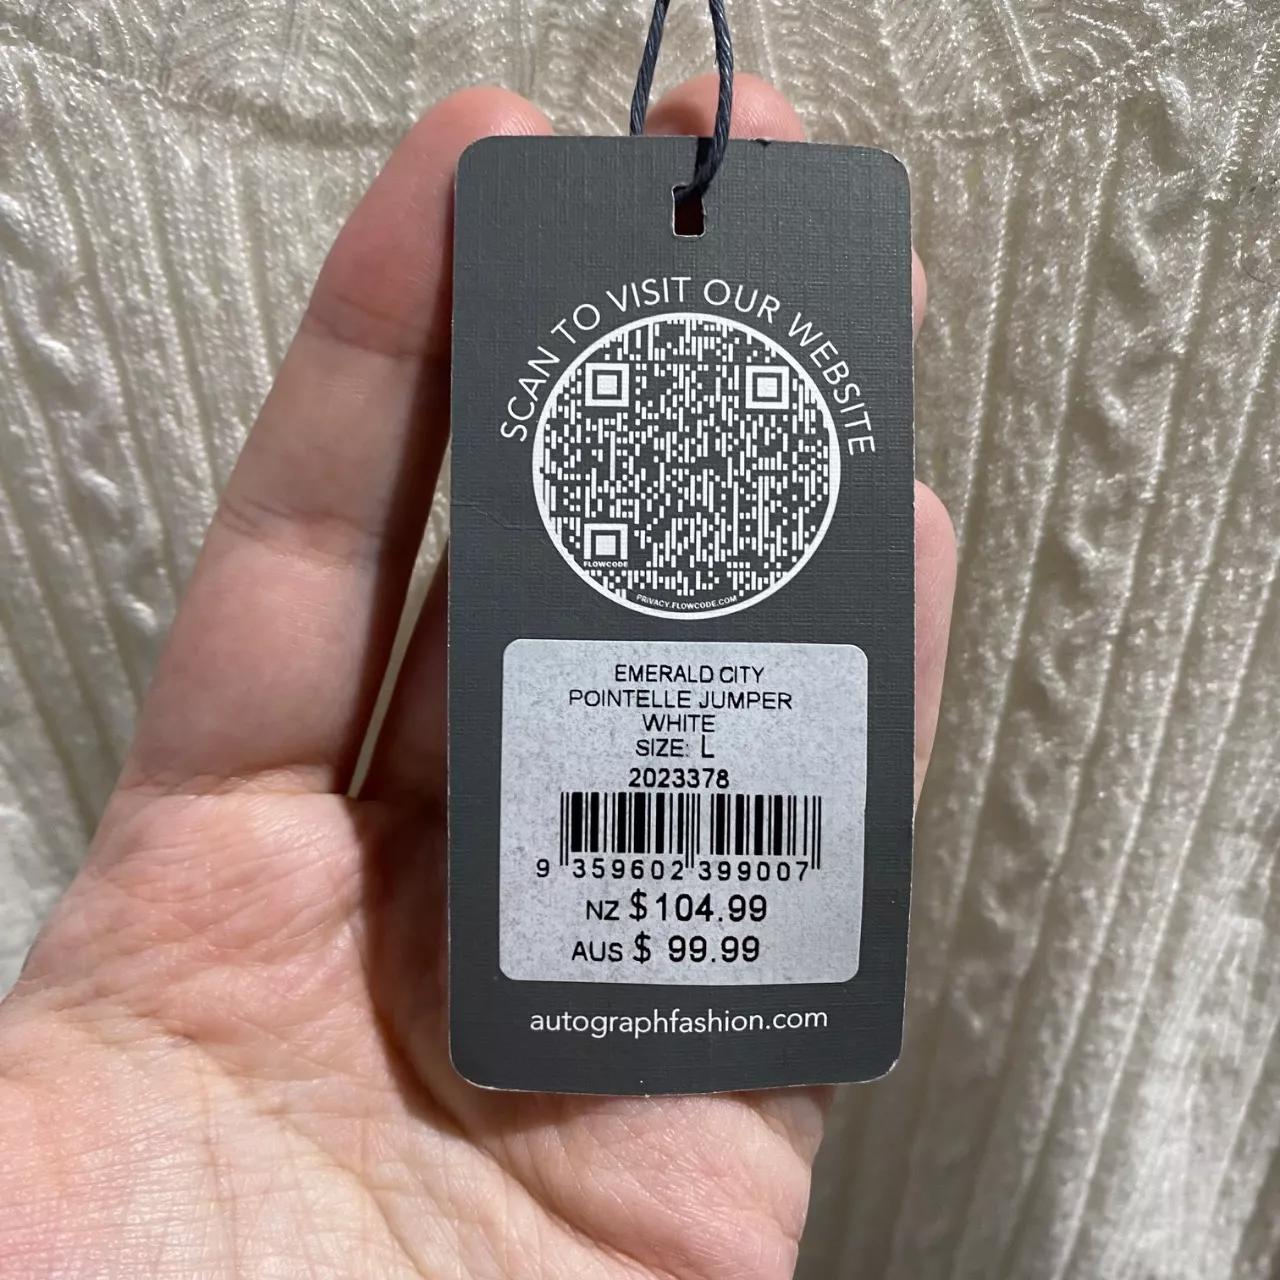 SCAN TO VISIT OUR WEBSITE
FLOWCODE
PRIVACY.FLOWCODE.COM
EMERALD CITY
POINTELLE JUMPER
WHITE
SIZE: L
2023378
9 359602 399007
NZ $104.99
AUS $ 99.99
autographfashion.com